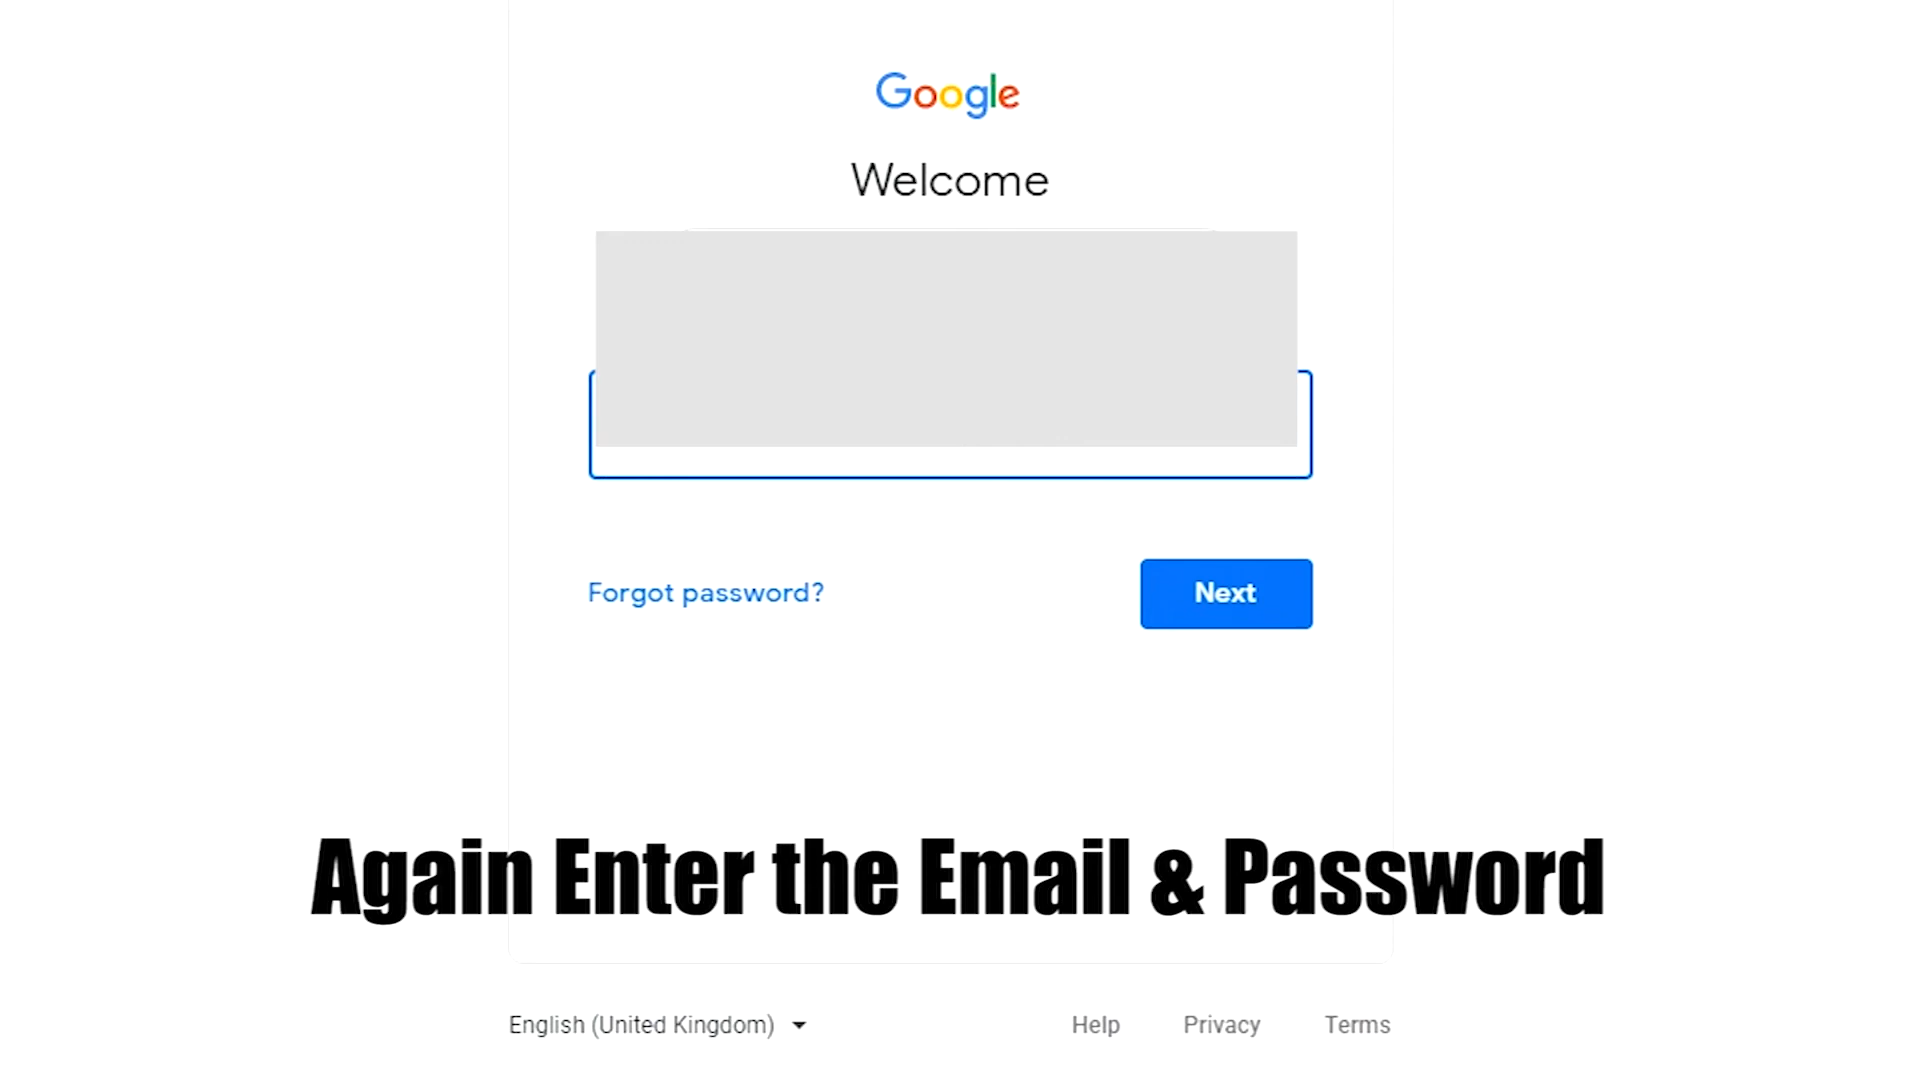 Google
Welcome
Forgot password?
Next
Again Enter the Email & Password
English (United Kingdom)
Help Privacy Terms